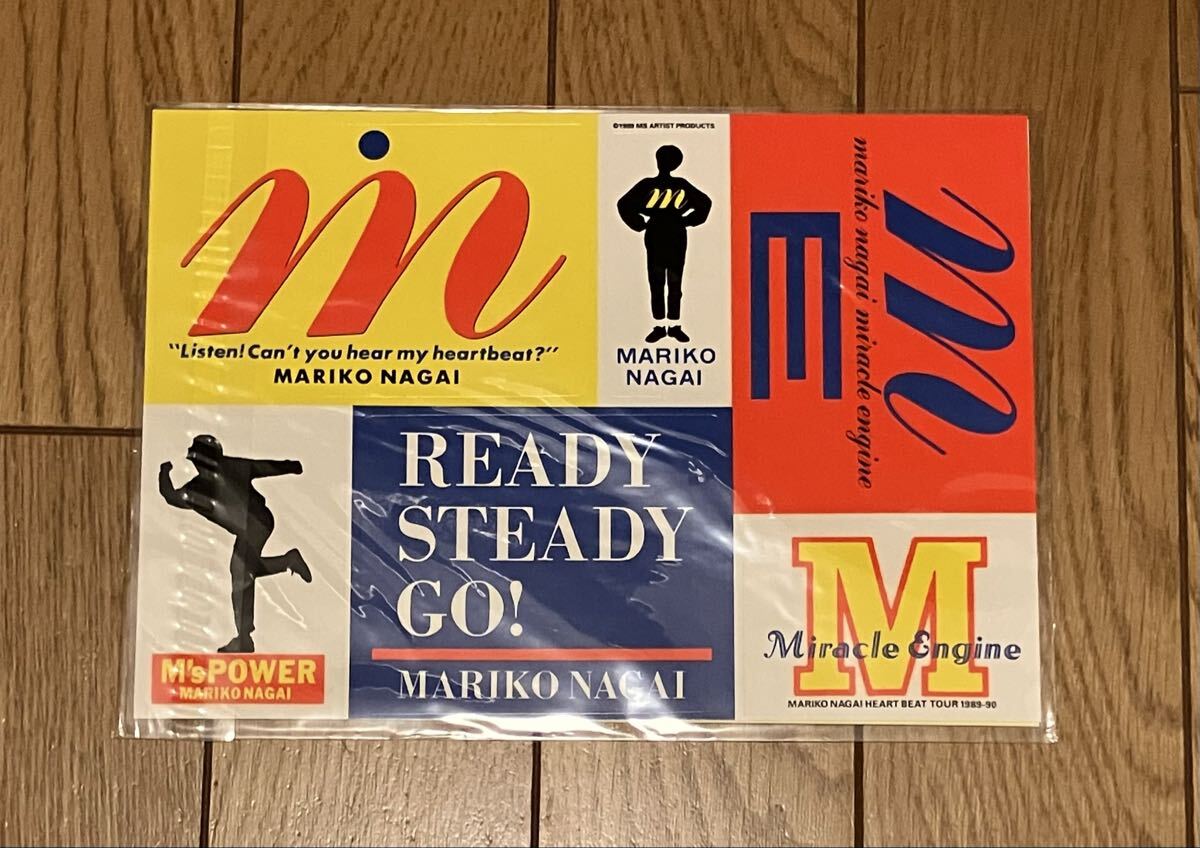 m
"Listen! Can't you hear my heartbeat?"
MARIKO NAGAI
©1989 MS ARTIST PRODUCTS
m
MARIKO
NAGAI
m
mariko nagai miracle engine
E
M'sPOWER
MARIKO NAGAI
READY
STEADY
GO!
MARIKO NAGAI
M
Miracle Engine
MARIKO NAGAI HEART BEAT TOUR 1989-90